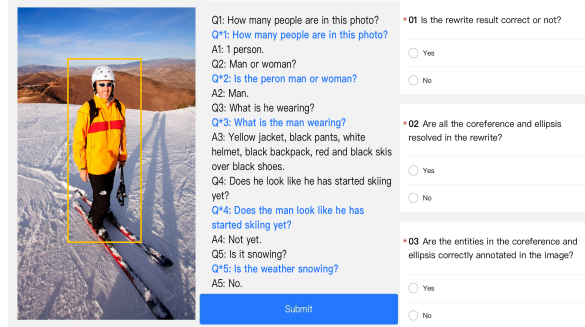 Q1: How many people are in this photo?
Q*1: How many people are in this photo?
A1: 1 person.
Q2: Man or woman?
Q*2: Is the peron man or woman?
A2: Man.
Q3: What is he wearing?
Q*3: What is the man wearing?
A3: Yellow jacket, black pants, white
helmet, black backpack, red and black skis
over black shoes.
Q4: Does he look like he has started skiing
yet?
Q*4: Does the man look like he has
started skiing yet?
A4: Not yet.
Q5: Is it snowing?
Q*5: Is the weather snowing?
A5: No.
Submit
*01 Is the rewrite result correct or not?
Yes
No
*02 Are all the coreference and ellipsis
resolved in the rewrite?
Yes
No
*03 Are the entities in the coreference and
ellipsis correctly annotated in the image?
Yes
No